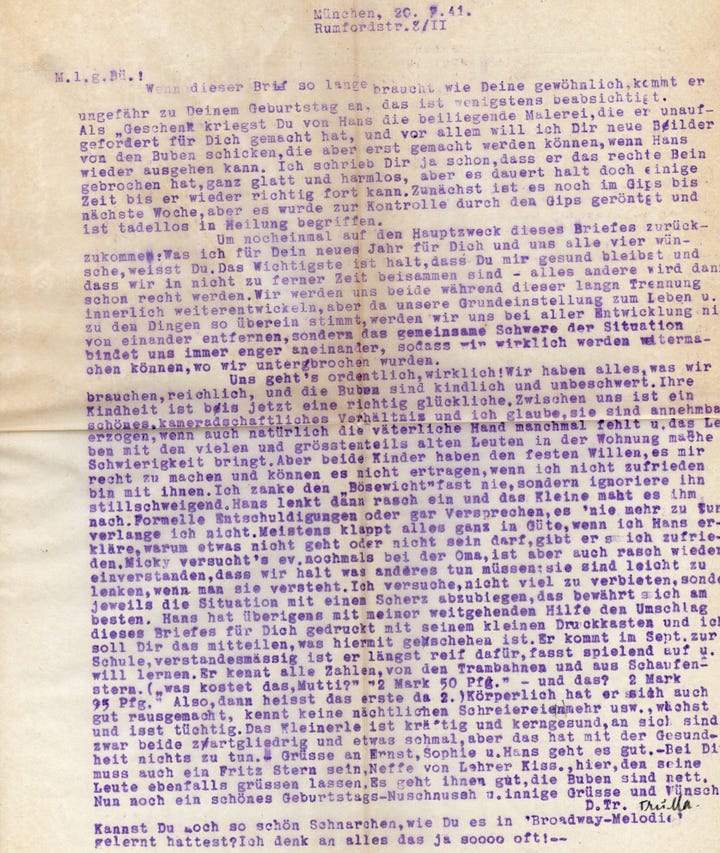 München, 20. 7.41.
Rumfordstr.3/II
M.l.g.Bü.!
Wenn dieser Brief so lange braucht wie Deine gewöhnlich,kommt er
ungefähr zu Deinem Geburtstag an, das ist wenigstens beabsichtigt.
Als „Geschenk kriegst Du von Hans die beiliegende Malerei,die er unauf-
gefordert für Dich gemacht hat, und vor allem will ich Dir neue Bilder
von den Buben schicken,die aber erst gemacht werden können,wenn Hans
wieder ausgehen kann. Ich schrieb Dir ja schon,dass er das rechte Bein
gebrochen hat,ganz glatt und harmlos, aber es dauert halt doch einige
Zeit bis er wieder richtig fort kann.Zunächst ist es noch im Gips bis
nächste Woche,aber es wurde zur Kontrolle durch den Gips geröntgt und
ist tadellos in Heilung begriffen.
Um nocheinmal auf den Hauptzweck dieses Briefes zurück-
zukommen:Was ich für Dein neues Jahr für Dich und uns alle vier wün-
sche,weisst Du.Das Wichtigste ist halt,dass Du mir gesund bleibst und
dass wir in nicht zu ferner Zeit beisammen sind - alles andere wird dann
schon recht werden.Wir werden uns beide während dieser langn Trennung
innerlich weiterentwickeln,aber da unsere Grundeinstellung zum Leben u.
zu den Dingen so überein stimmt,werden wir uns bei aller Entwicklung ni
von einander entfernen,sondern das gemeinsame Schwere der Situation
bindet uns immer enger aneinander, sodass wir wirklich werden weiterma-
chen können,wo wir unterbrochen wurden.
Uns geht's ordentlich,wirklich!Wir haben alles,was wir
brauchen,reichlich, und die Buben sind kindlich und unbeschwert.Ihre
Kindheit ist bis jetzt eine richtig glückliche.Zwischen uns ist ein
schönes,kameradschaftliches Verhältnis und ich glaube,sie sind annehmba
erzogen,wenn auch natürlich die väterliche Hand manchmal fehlt u.das Le
ben mit den vielen und grösstenteils alten Leuten in der Wohnung mache
Schwierigkeit bringt.Aber beide Kinder haben den festen Willen,es mir
recht zu machen und können es nicht ertragen,wenn ich nicht zufrieden
bin mit ihnen.Ich zanke den „Bösewicht"fast nie,sondern ignoriere ihn
stillschweigend.Hans lenkt dann rasch ein und das Kleine maht es ihm
nach.Formelle Entschuldigungen oder gar Versprechen,es 'nie mehr zu tun
verlange ich nicht.Meistens klappt alles ganz in Güte,wenn ich Hans er-
kläre,warum etwas nicht geht oder nicht sein darf,gibt er sich zufrie-
den.Micky versucht's ev.nochmals bei der Oma,ist aber auch rasch wieder
einverstanden,dass wir halt was anderes tun müssen:sie sind leicht zu
lenken,wenn man sie versteht.Ich versuche,nicht viel zu verbieten,sonde
jeweils die Situation mit einem Scherz abzubiegen,das bewährt sich am
besten. Hans hat überigens mit meiner weitgehenden Hilfe den Umschlag
dieses Briefes für Dich gedruckt mit seinem kleinen Druckkasten und ich
soll Dir das mitteilen,was hiermit geschehen ist.Er kommt im Sept.zur
Schule,verstandesmässig ist er längst reif dafür,fasst spielend auf u.
will lernen.Er kennt alle Zahlen,von den Trambahnen und aus Schaufen-
stern.(„was kostet das,Mutti?" "2 Mark 50 Pfg." - und das? 2 Mark
95 Pfg." Also,dann heisst das erste da 2.)Körperlich hat er sich auch
gut rausgemacht, kennt keine nächtlichen Schreiereien mehr usw.,wächst
und isst tüchtig.Das Kleinerle ist kräftig und kerngesund,an sich sind
zwar beide zartgliedrig und etwas schmal,aber das hat mit der Gesund-
heit nichts zu tun. Grüsse an Ernst,Sophie u.Hans geht es gut.-Bei Di
muss auch ein Fritz Stern sein,Neffe von Lehrer Kiss.,hier,den seine
Leute ebenfalls grüssen lassen.Es geht ihnen gut,die Buben sind nett.
Nun noch ein schönes Geburtstags-Nuschnussh u.innige Grüsse und Wünsch
D.Tr.
Kannst Du noch so schön Schnarchen,wie Du es in 'Broadway-Melodie'
gelernt hattest?Ich denk an alles das ja soooo oft!--